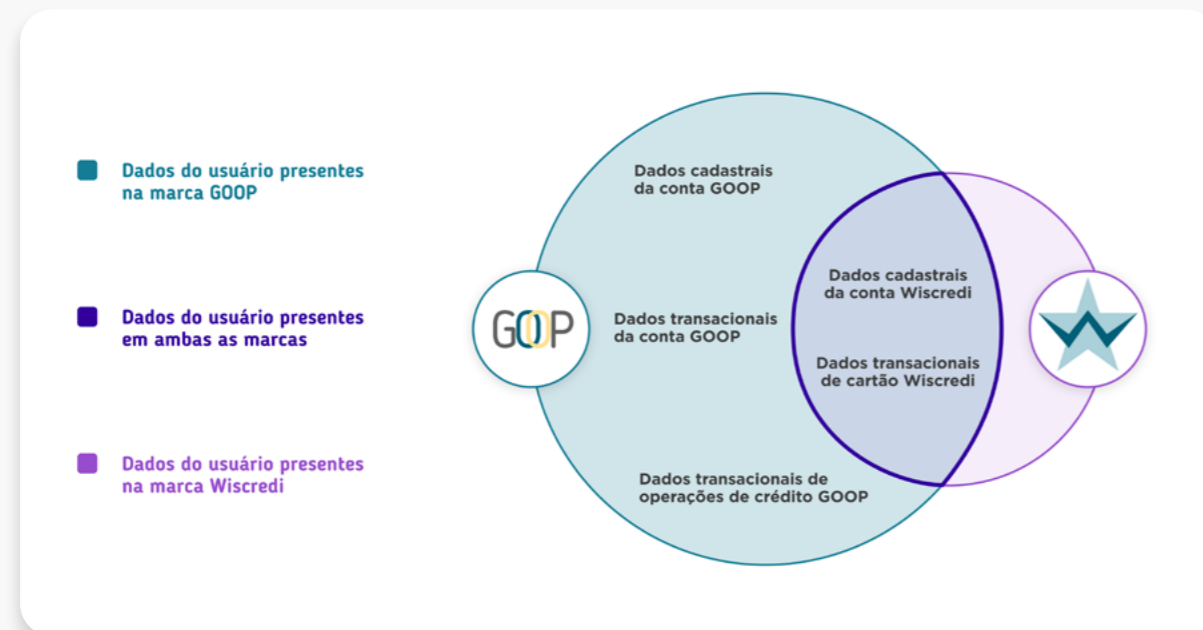 Dados do usuário presentes
na marca GOOP
Dados do usuário presentes
em ambas as marcas
Dados do usuário presentes
na marca Wiscredi
Dados cadastrais
da conta GOOP
Dados transacionais
da conta GOOP
Dados transacionais de
operações de crédito GOOP
Dados cadastrais
da conta Wiscredi
Dados transacionais
de cartão Wiscredi
GOOP